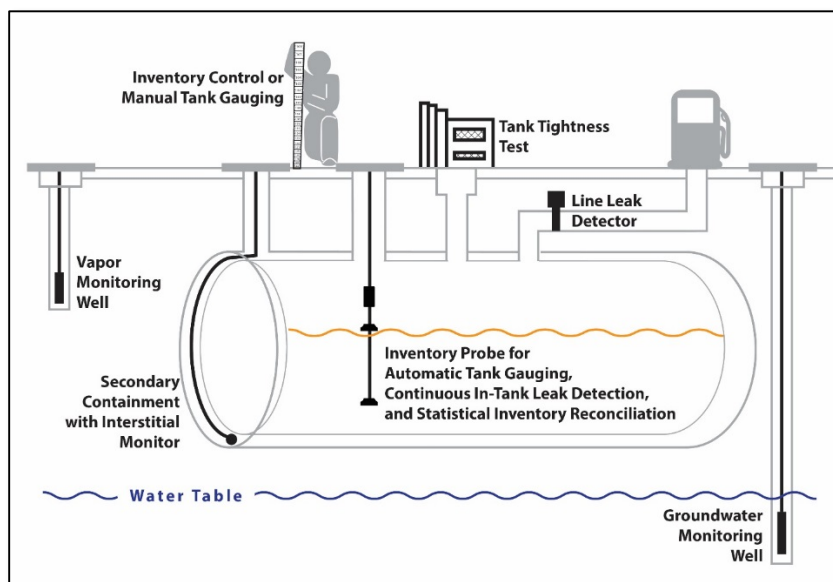 Inventory Control or
Manual Tank Gauging
Tank Tightness
Test
Line Leak
Detector
Vapor
Monitoring
Well
Inventory Probe for
Automatic Tank Gauging,
Continuous In-Tank Leak Detection,
and Statistical Inventory Reconciliation
Secondary
Containment
with Interstitial
Monitor
Water Table
Groundwater
Monitoring
Well